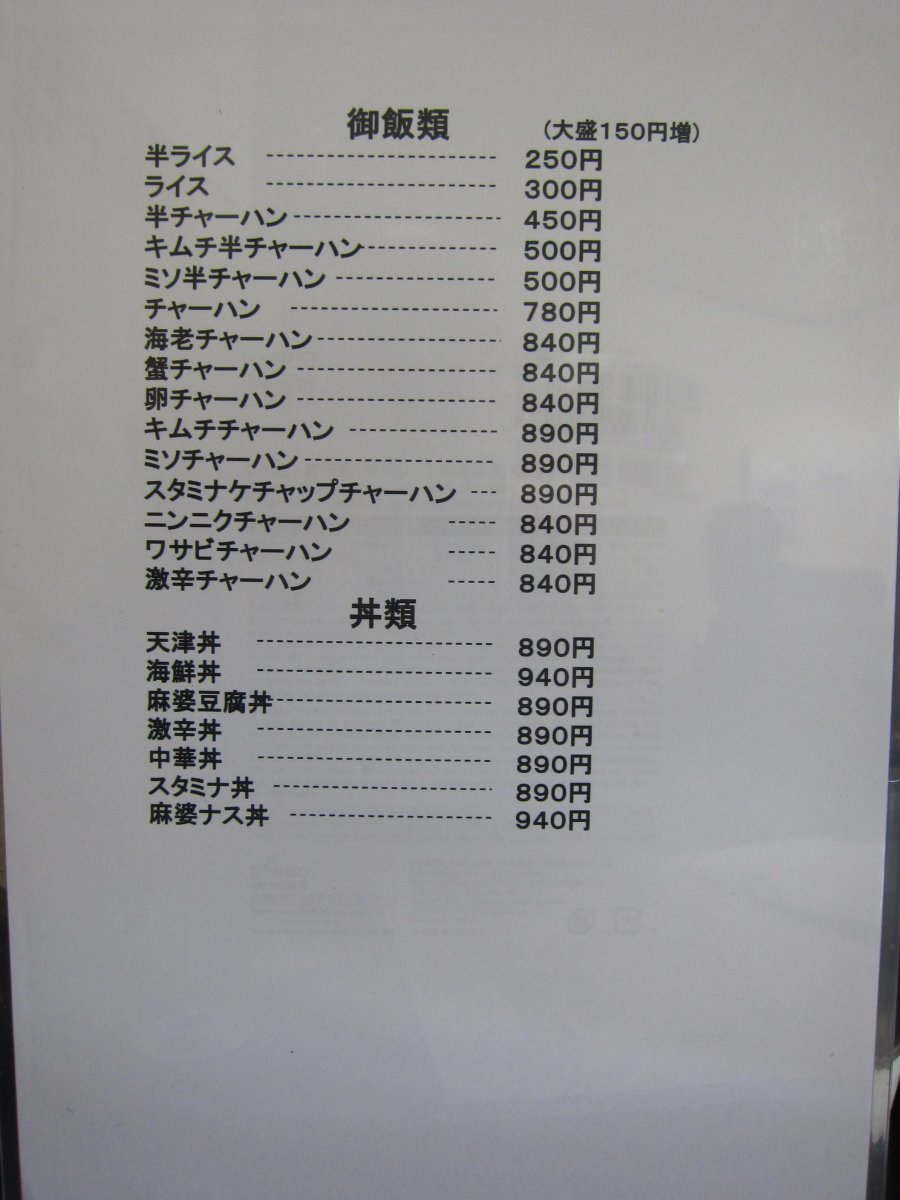 御飯類 (大盛150円増)
半ライス ---------------------- 250円
ライス ---------------------- 300円
半チャーハン -------------------- 450円
キムチ半チャーハン ------------- 500円
ミソ半チャーハン ---------------- 500円
チャーハン -------------------- 780円
海老チャーハン ------------------ 840円
蟹チャーハン ------------------- 840円
卵チャーハン ------------------- 840円
キムチチャーハン -------------- 890円
ミソチャーハン ------------------- 890円
スタミナケチャップチャーハン --- 890円
ニンニクチャーハン ----- 840円
ワサビチャーハン ----- 840円
激辛チャーハン ----- 840円
丼類
天津丼 ----------------------- 890円
海鮮丼 ----------------------- 940円
麻婆豆腐丼 ---------------------- 890円
激辛丼 ----------------------- 890円
中華丼 ----------------------- 890円
スタミナ丼 --------------------- 890円
麻婆ナス丼 -------------------- 940円